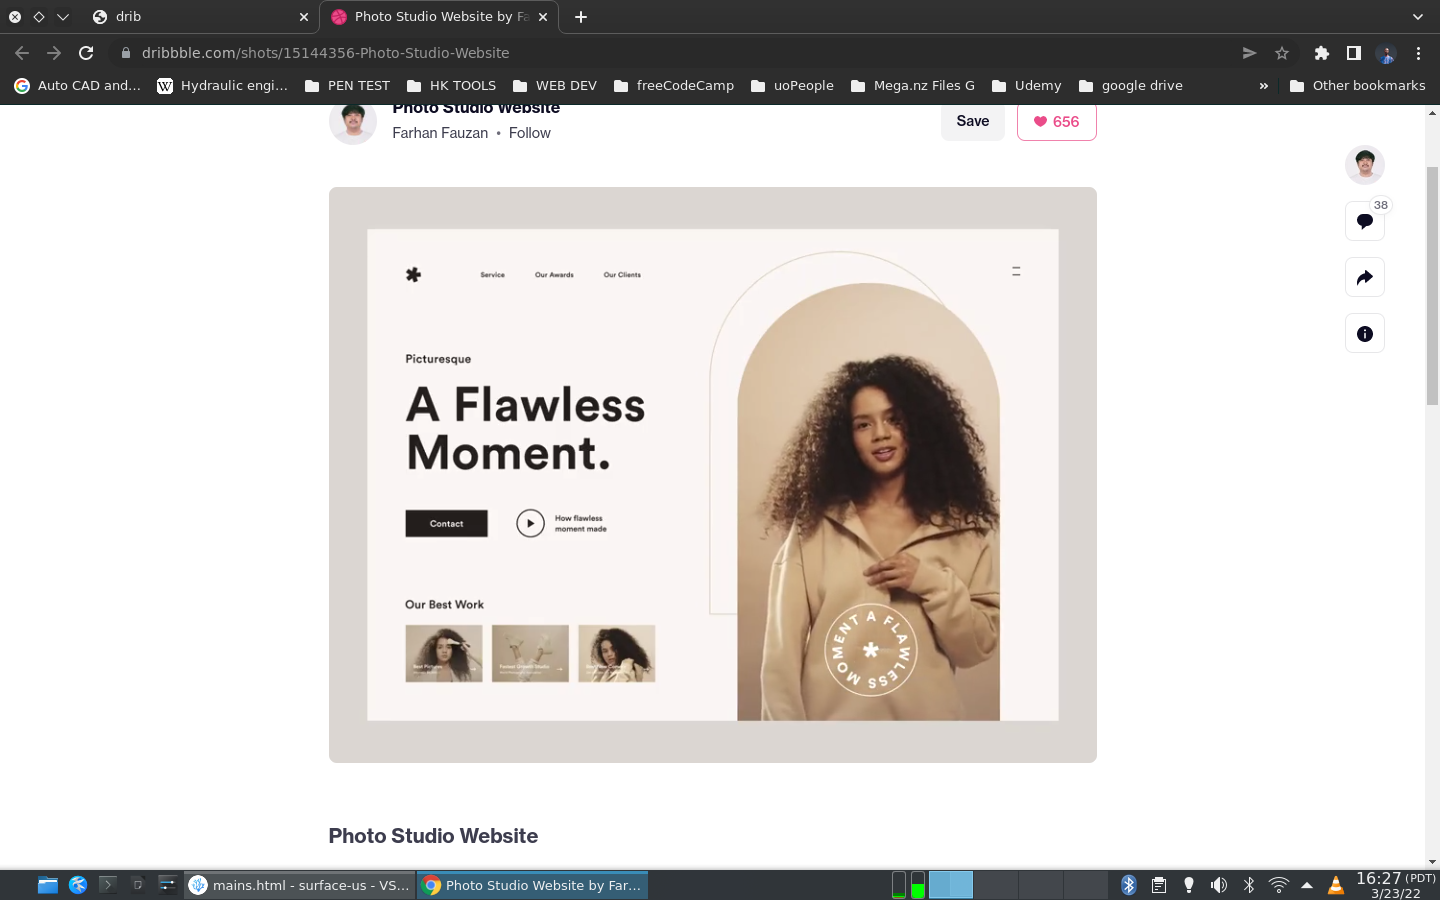 drib
Photo Studio Website by Fa
dribbble.com/shots/15144356-Photo-Studio-Website
Auto CAD and...
Hydraulic engi...
PEN TEST
HK TOOLS
WEB DEV
freeCodeCamp
uoPeople
Mega.nz Files G
Udemy
google drive
»
Other bookmarks
Photo Studio Website
Farhan Fauzan • Follow
Save
656
38
Service
Our Awards
Our Clients
Picturesque
A Flawless
Moment.
Contact
How flawless
moment made
Our Best Work
Best Pictures
MOMENT A FLAWLESS
Photo Studio Website
mains.html - surface-us - VS...
Photo Studio Website by Far...
16:27 (PDT)
3/23/22